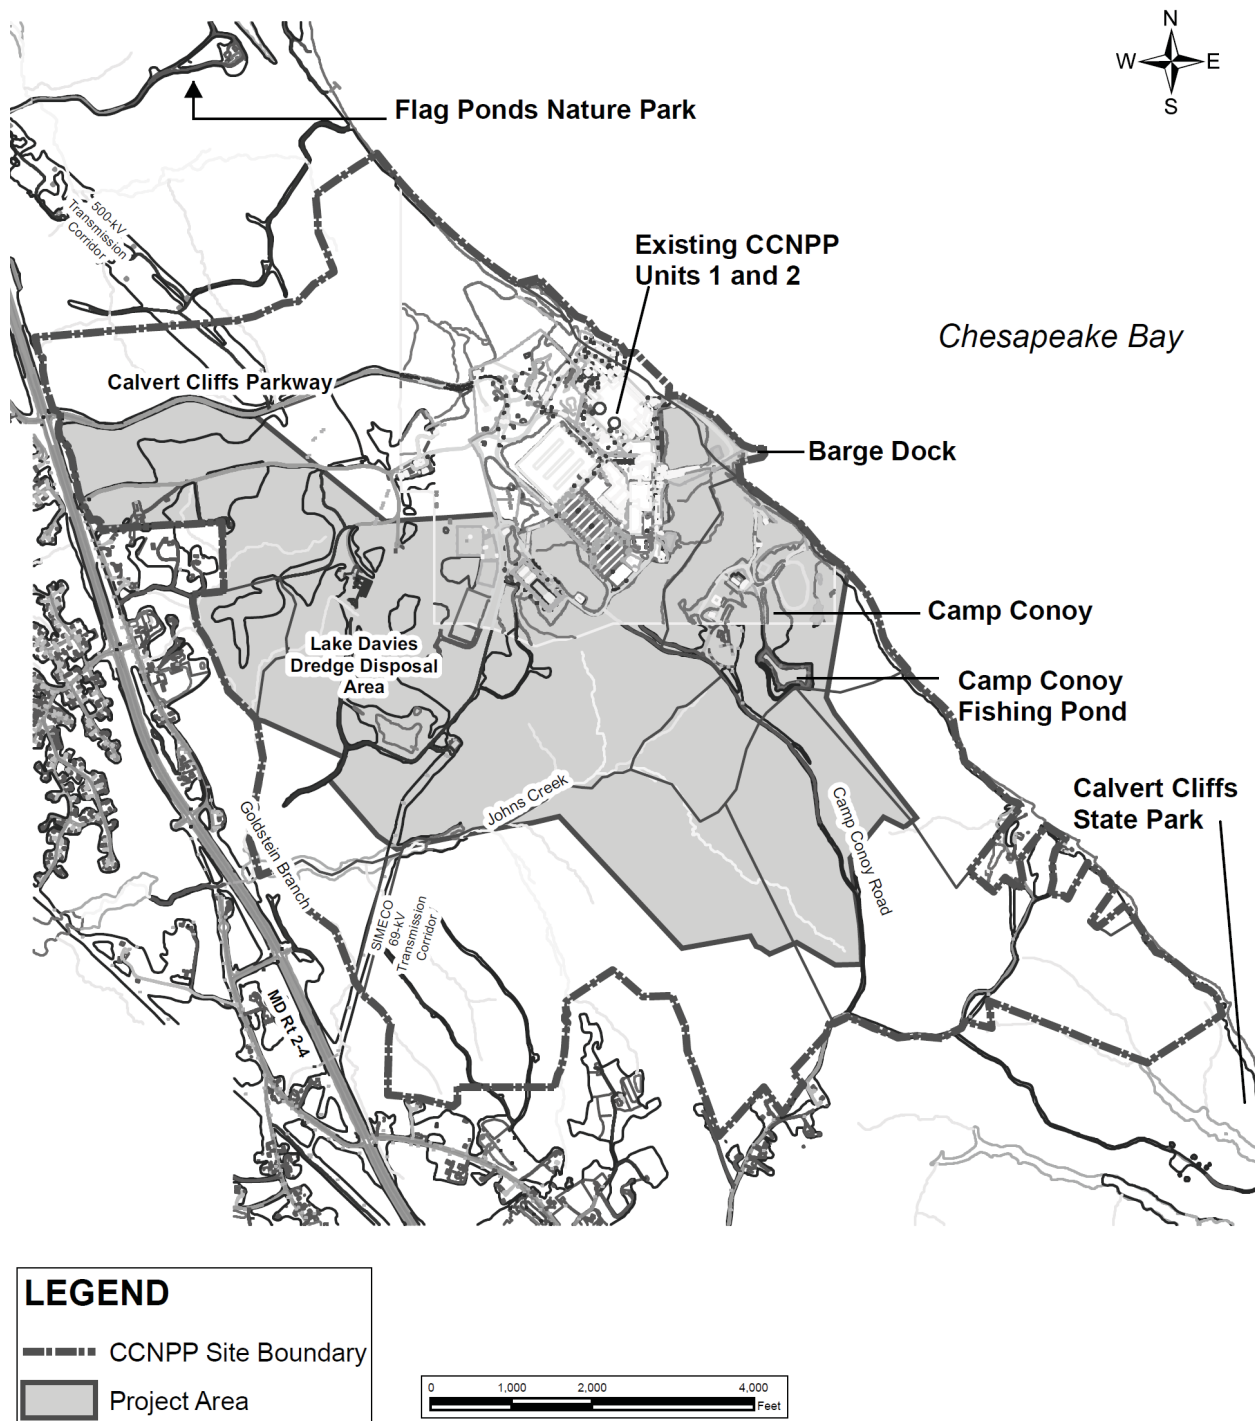 N
W E
S
Flag Ponds Nature Park
500-kV
Transmission
Corridor
Existing CCNPP
Units 1 and 2
Chesapeake Bay
Calvert Cliffs Parkway
Barge Dock
Camp Conoy
Lake Davies
Dredge Disposal
Area
Camp Conoy
Fishing Pond
Calvert Cliffs
State Park
Johns Creek
Goldstein Branch
Camp Conoy Road
SIMECO
69-kV
Transmission
Corridor
MD Rt 2-4
LEGEND
CCNPP Site Boundary
Project Area
0 1,000 2,000 4,000
Feet